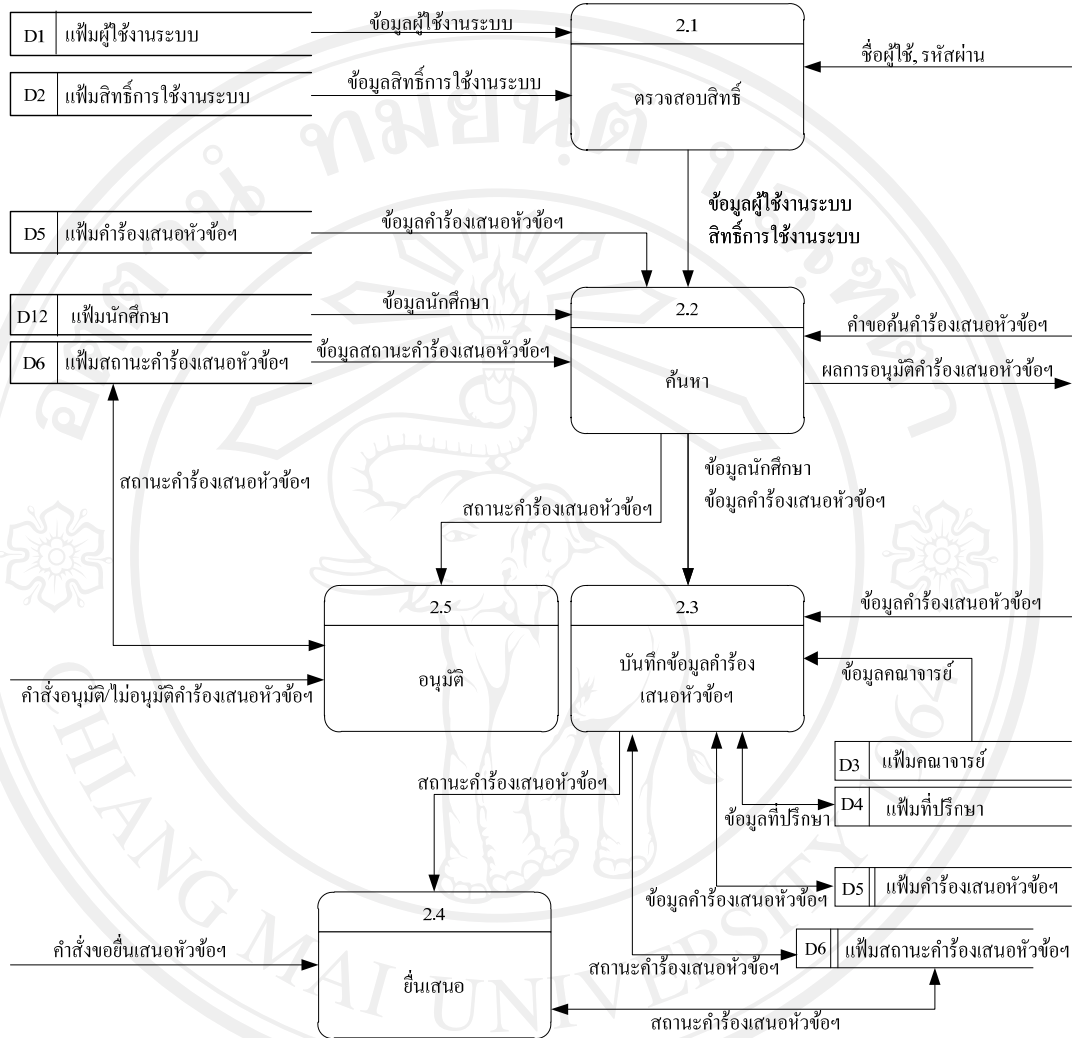 D1 แฟ้มผู้ใช้งานระบบ
ข้อมูลผู้ใช้งานระบบ
2.1
ชื่อผู้ใช้, รหัสผ่าน
D2 แฟ้มสิทธิ์การใช้งานระบบ
ข้อมูลสิทธิ์การใช้งานระบบ
ตรวจสอบสิทธิ์
ข้อมูลผู้ใช้งานระบบ
สิทธิ์การใช้งานระบบ
D5 แฟ้มคำร้องเสนอหัวข้อฯ
ข้อมูลคำร้องเสนอหัวข้อฯ
D12 แฟ้มนักศึกษา
ข้อมูลนักศึกษา
2.2
คำขอค้นคำร้องเสนอหัวข้อฯ
D6 แฟ้มสถานะคำร้องเสนอหัวข้อฯ
ข้อมูลสถานะคำร้องเสนอหัวข้อฯ
ค้นหา
ผลการอนุมัติคำร้องเสนอหัวข้อฯ
สถานะคำร้องเสนอหัวข้อฯ
ข้อมูลนักศึกษา
ข้อมูลคำร้องเสนอหัวข้อฯ
สถานะคำร้องเสนอหัวข้อฯ
2.5
2.3
ข้อมูลคำร้องเสนอหัวข้อฯ
อนุมัติ
บันทึกข้อมูลคำร้อง
เสนอหัวข้อฯ
ข้อมูลคณาจารย์
คำสั่งอนุมัติ/ไม่อนุมัติคำร้องเสนอหัวข้อฯ
D3 แฟ้มคณาจารย์
สถานะคำร้องเสนอหัวข้อฯ
D4 แฟ้มที่ปรึกษา
ข้อมูลที่ปรึกษา
D5 แฟ้มคำร้องเสนอหัวข้อฯ
ข้อมูลคำร้องเสนอหัวข้อฯ
2.4
คำสั่งขอยื่นเสนอหัวข้อฯ
D6 แฟ้มสถานะคำร้องเสนอหัวข้อฯ
สถานะคำร้องเสนอหัวข้อฯ
ยื่นเสนอ
สถานะคำร้องเสนอหัวข้อฯ
CHIANG MAI UNIVERSITY 1964